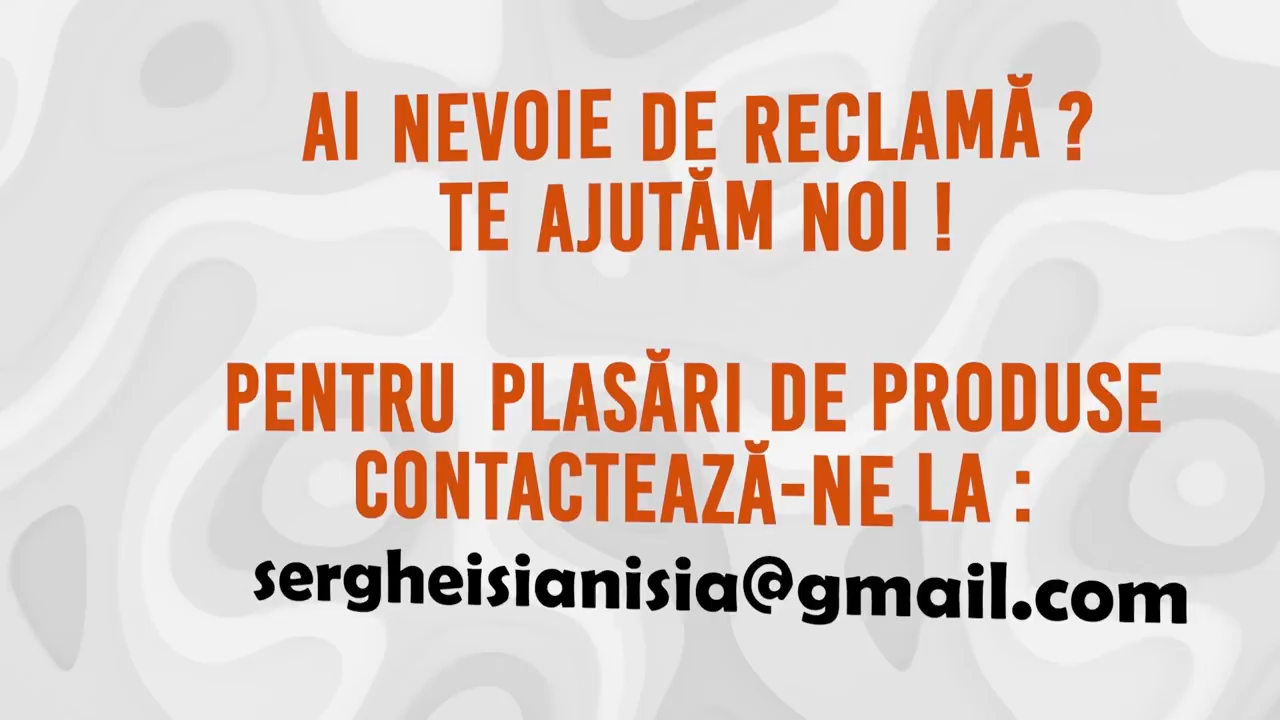 AI NEVOIE DE RECLAMĂ ?
TE AJUTĂM NOI !
PENTRU PLASĂRI DE PRODUSE
CONTACTEAZĂ-NE LA :
sergheisianisia@gmail.com